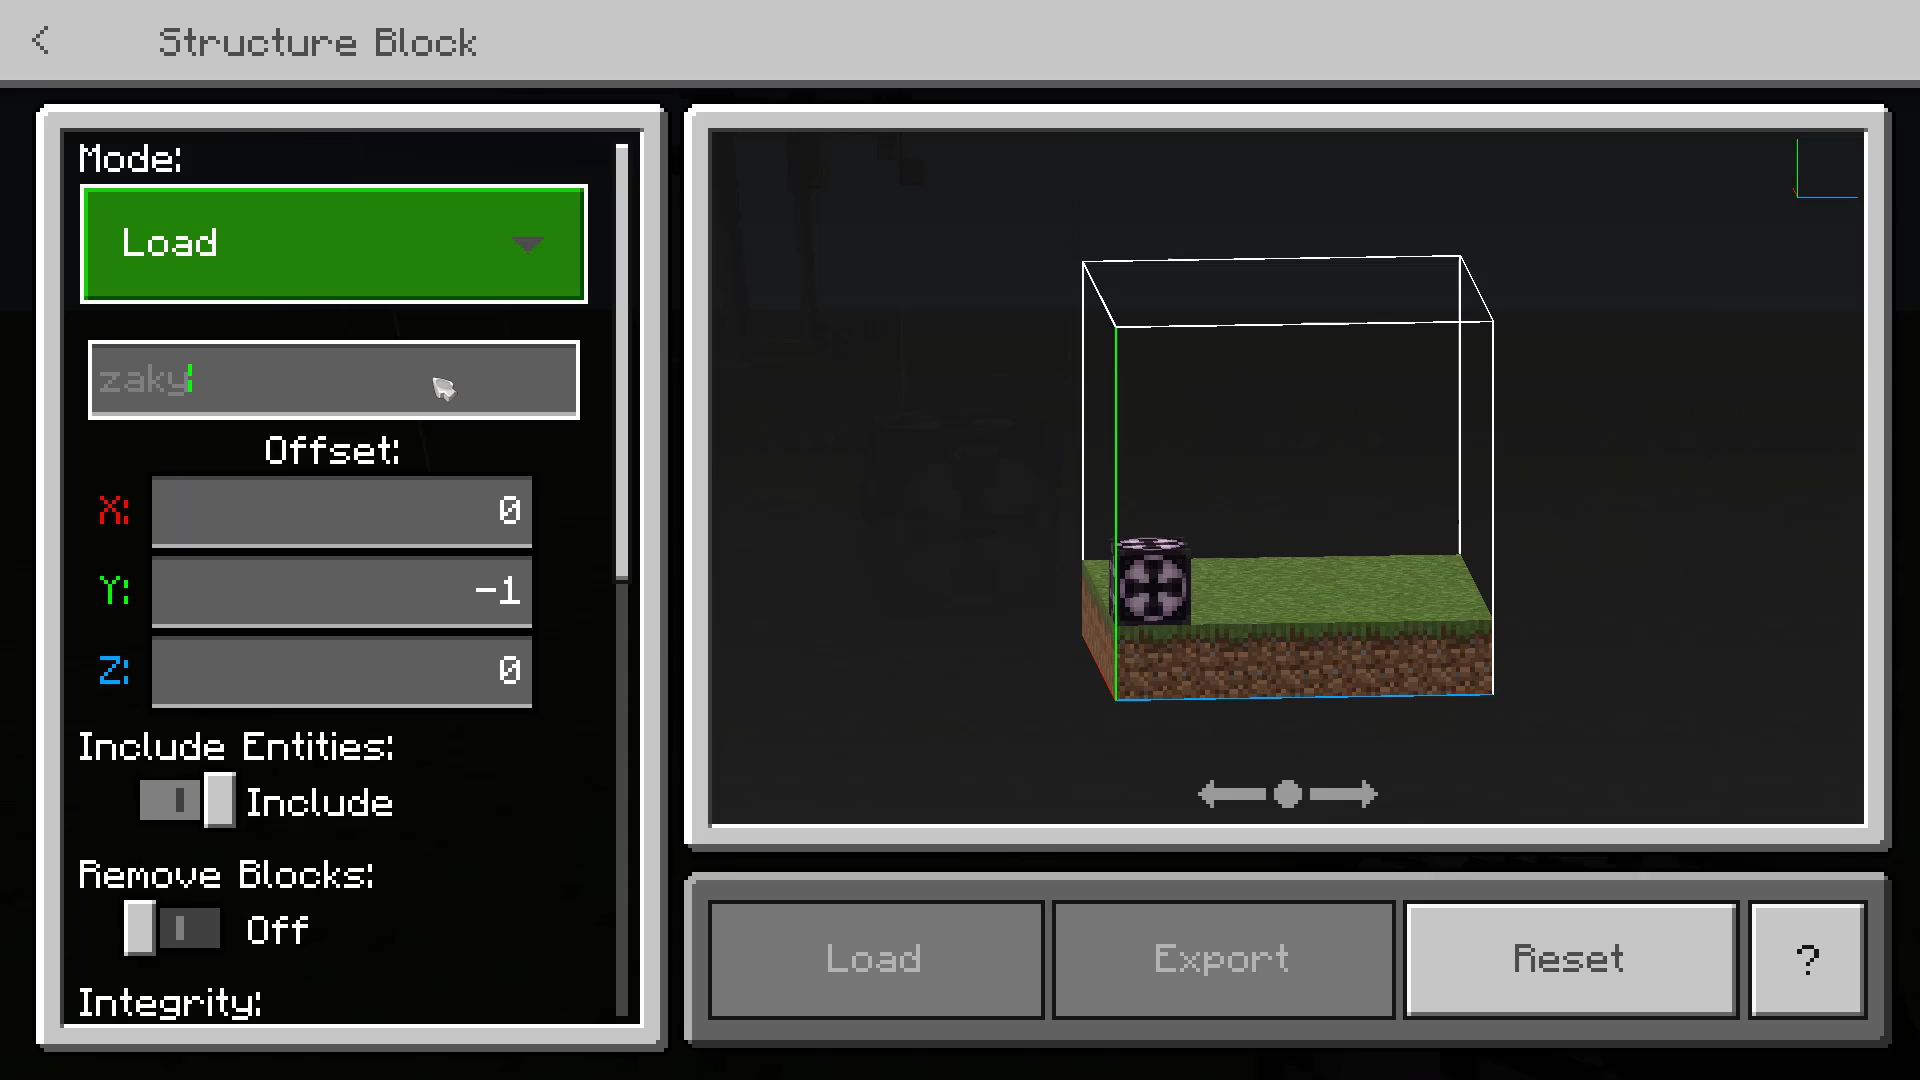 Structure Block
Mode:
Load
zaky
Offset:
X: 0
Y: -1
Z: 0
Include Entities:
Include
Remove Blocks:
Off
Integrity:
Load
Export
Reset
?